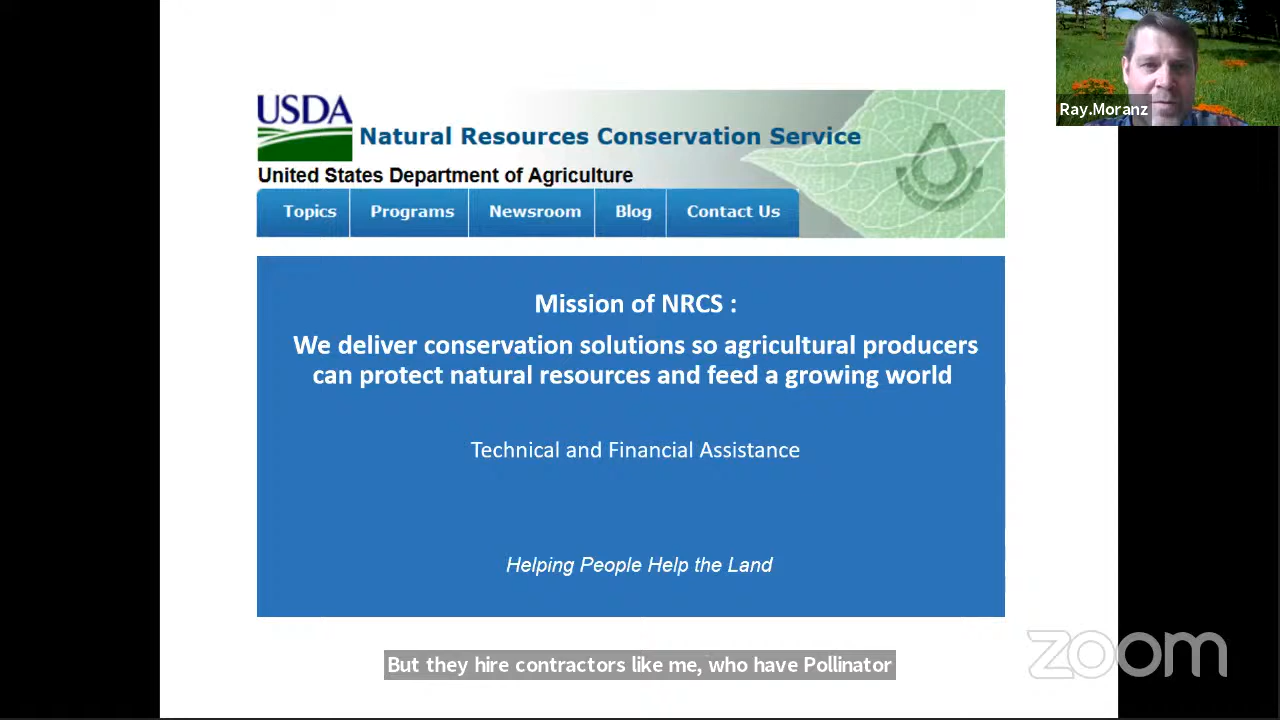 USDA
Natural Resources Conservation Service
United States Department of Agriculture
Topics
Programs
Newsroom
Blog
Contact Us
Ray.Moranz
Mission of NRCS :
We deliver conservation solutions so agricultural producers
can protect natural resources and feed a growing world
Technical and Financial Assistance
Helping People Help the Land
But they hire contractors like me, who have Pollinator
zoom